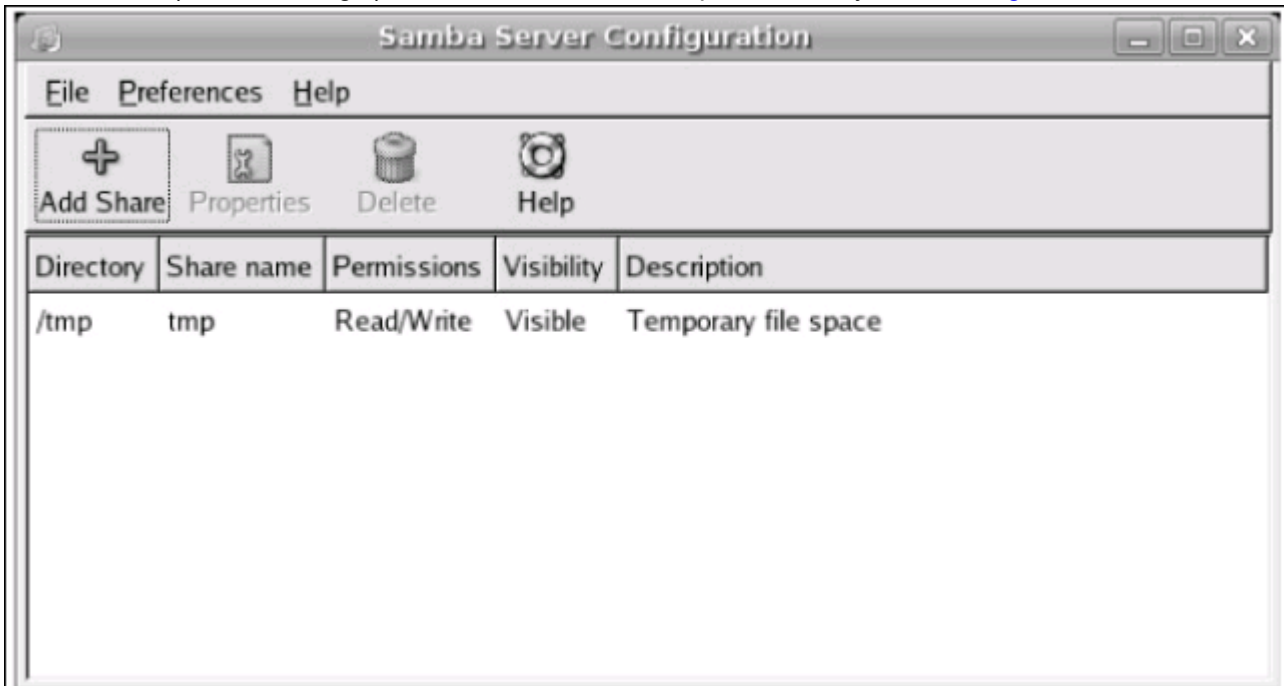 Samba Server Configuration
File Preferences Help
Add Share Properties Delete Help
Directory Share name Permissions Visibility Description
/tmp tmp Read/Write Visible Temporary file space